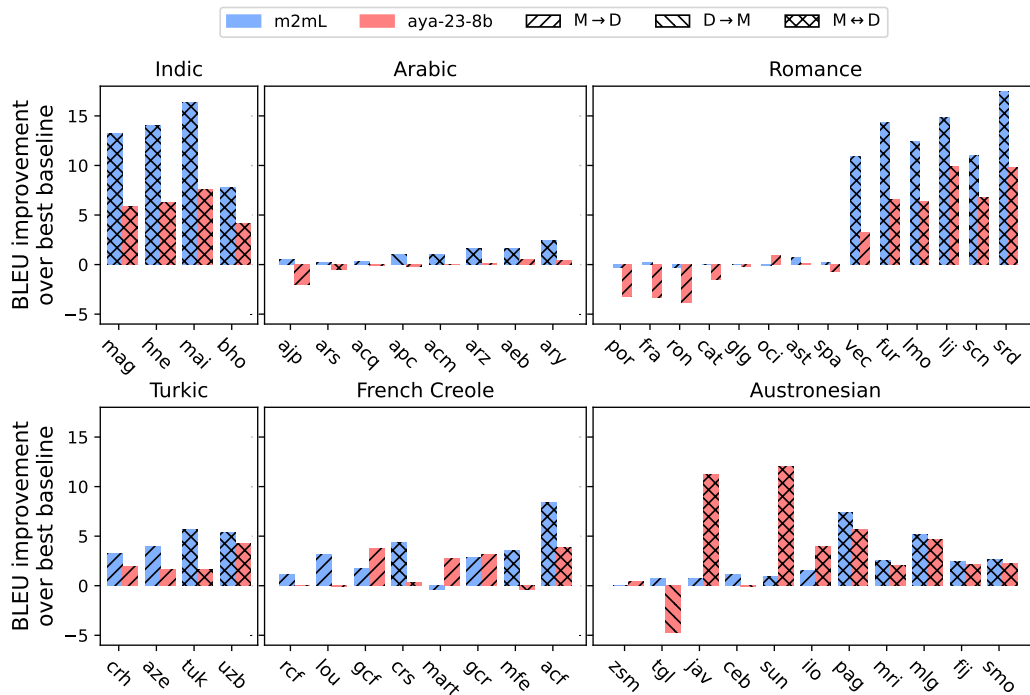 m2mL aya-23-8b M→D D→M M↔D
Indic Arabic Romance
BLEU improvement
over best baseline
15
10
5
0
−5
mag hne mai bho ajp ars acq apc acm arz aeb ary por fra ron cat glg oci ast spa vec fur lmo lij scn srd
Turkic French Creole Austronesian
BLEU improvement
over best baseline
15
10
5
0
−5
crh aze tuk uzb rcf lou gcf crs mart gcr mfe acf zsm tgl jav ceb sun ilo pag mri mlg fij smo